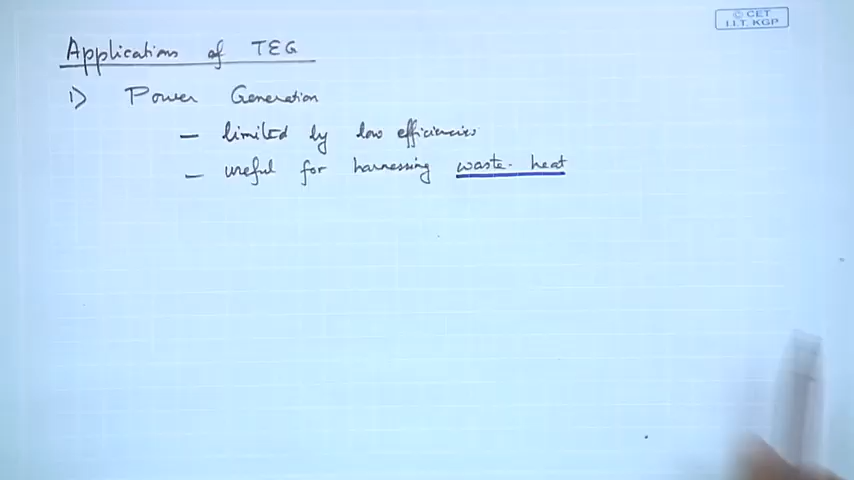 © CET
I.I.T. KGP
Applications of TEG
1) Power Generation
- limited by low efficiencies
- useful for harnessing waste-heat